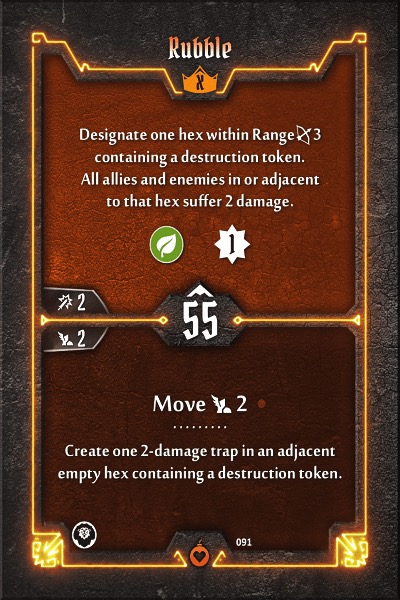 Rubble
X
Designate one hex within Range 3
containing a destruction token.
All allies and enemies in or adjacent
to that hex suffer 2 damage.
1
2
55
2
Move 2
Create one 2-damage trap in an adjacent
empty hex containing a destruction token.
091